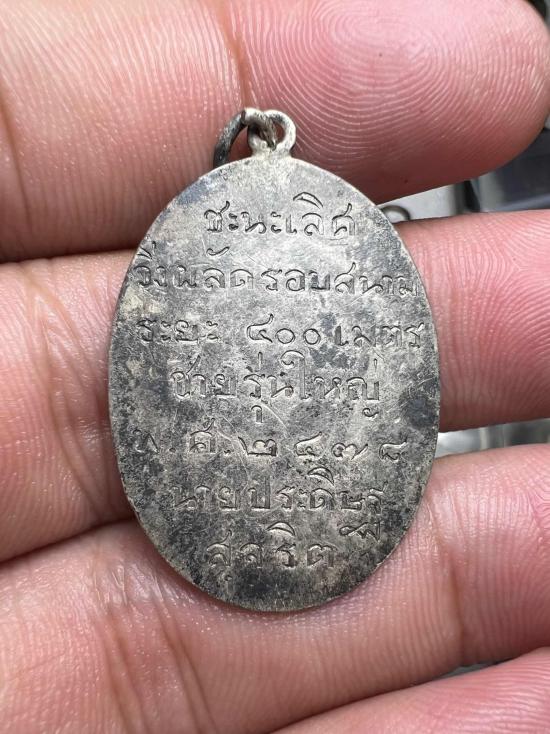 ชะนะเลิศ
วิ่งผลัดรอบสนาม
ระยะ ๔๐๐ เมตร
ชายรุ่นใหญ่
พ.ศ.๒๔๗๘
นายประดิษฐ์
สุจริต